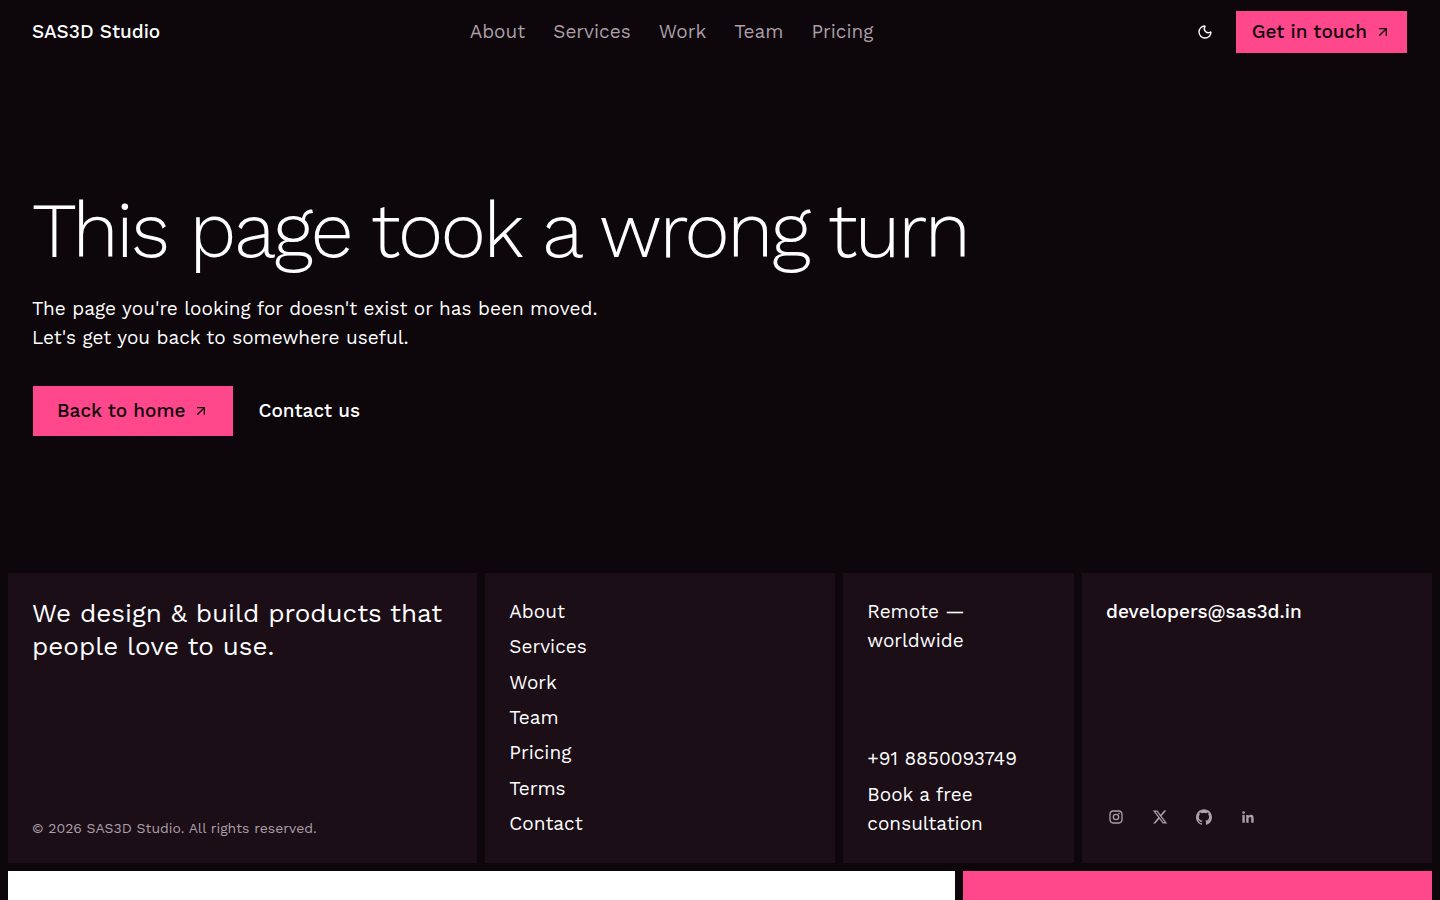 SAS3D Studio
About
Services
Work
Team
Pricing
Get in touch
This page took a wrong turn
The page you're looking for doesn't exist or has been moved.
Let's get you back to somewhere useful.
Back to home
Contact us
We design & build products that
people love to use.
© 2026 SAS3D Studio. All rights reserved.
About
Services
Work
Team
Pricing
Terms
Contact
Remote —
worldwide
+91 8850093749
Book a free
consultation
developers@sas3d.in